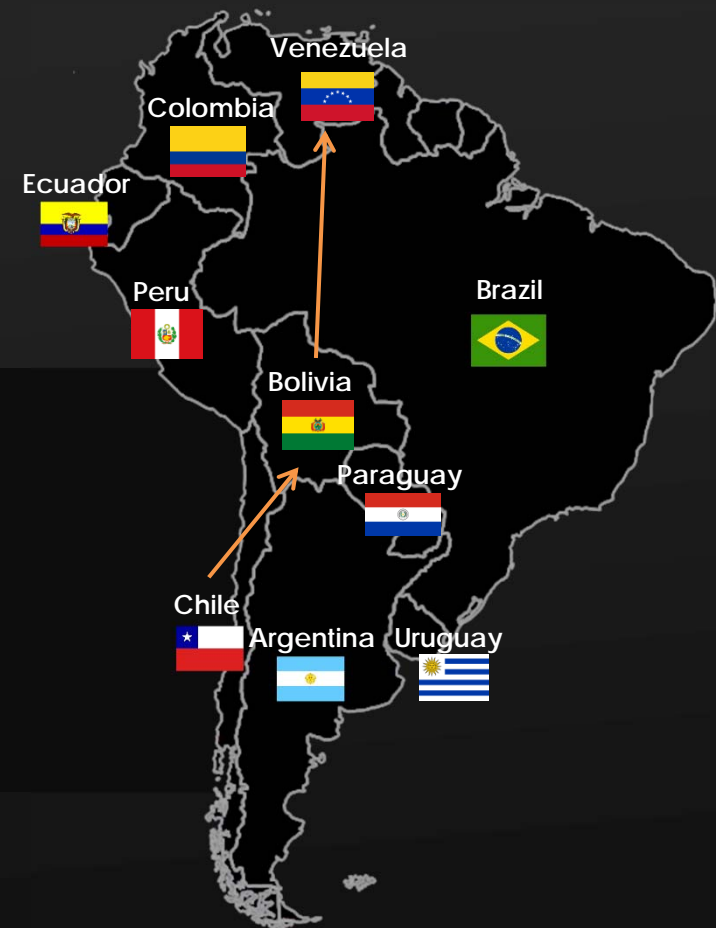 Venezuela
Colombia
Ecuador
Peru
Brazil
Bolivia
Paraguay
Chile
Argentina
Uruguay